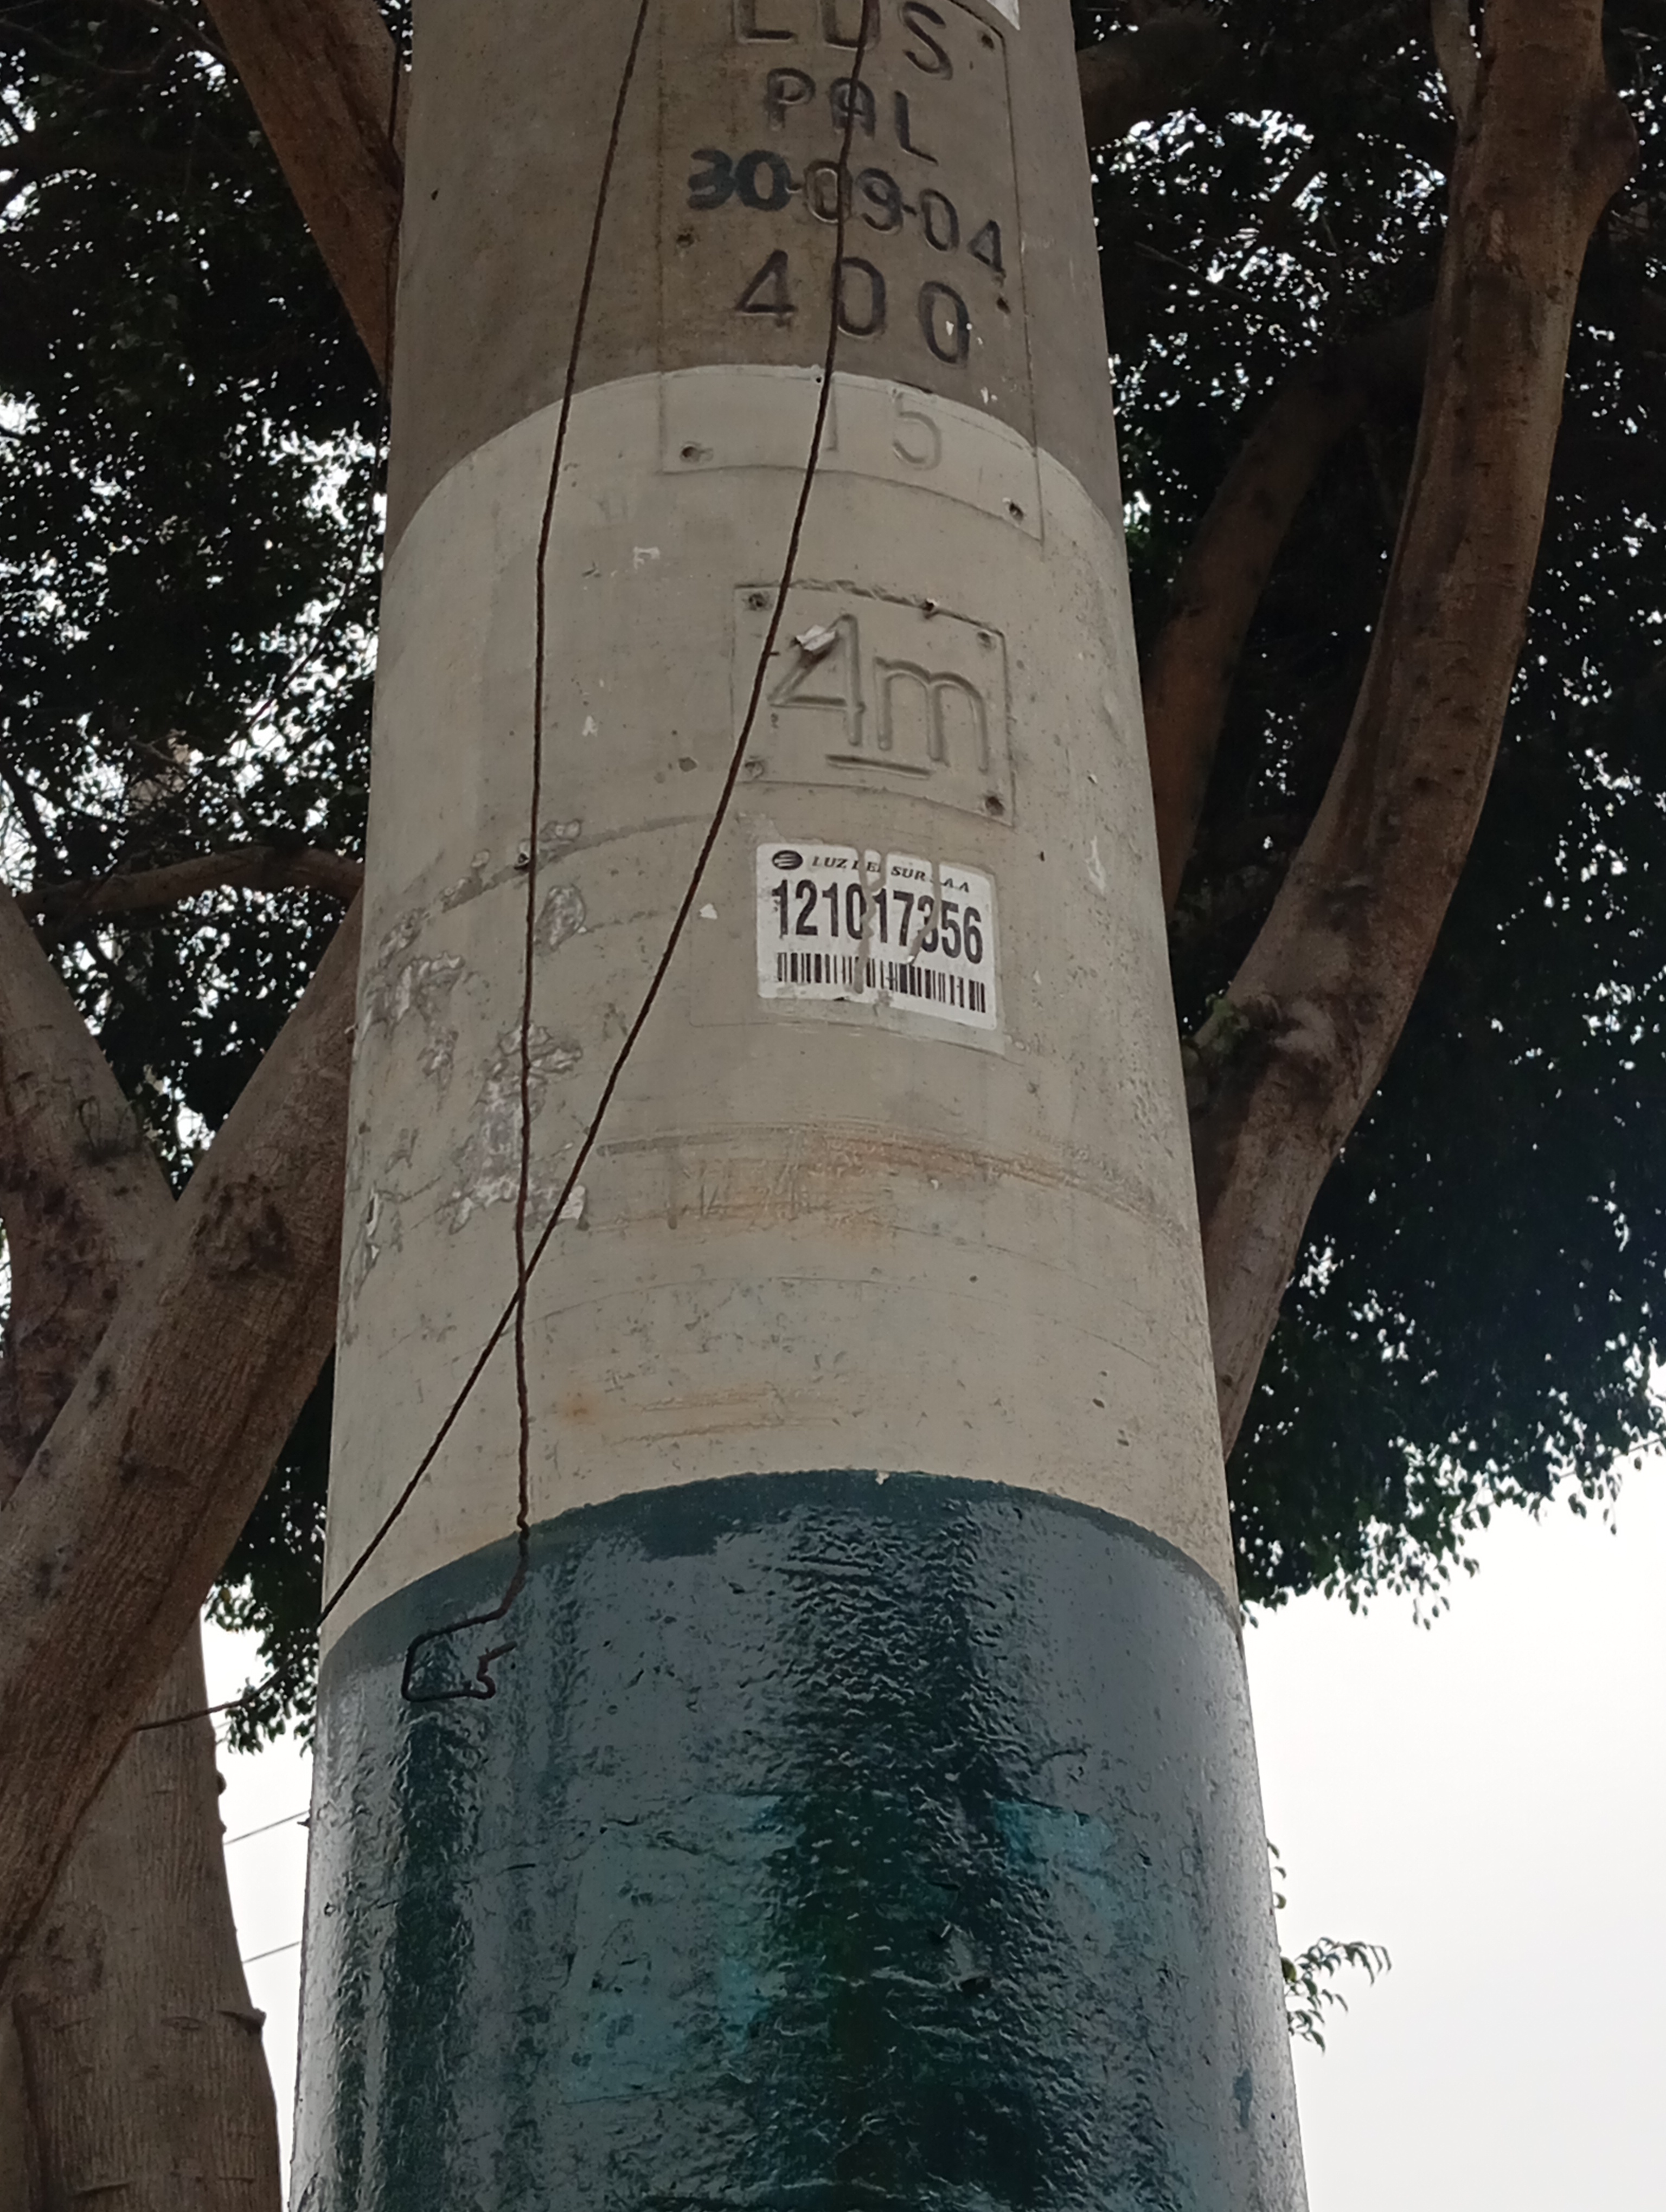 LDS
PAL
30-09-04
400
15
4m
LUZ DEL SUR S.A.A
121017356